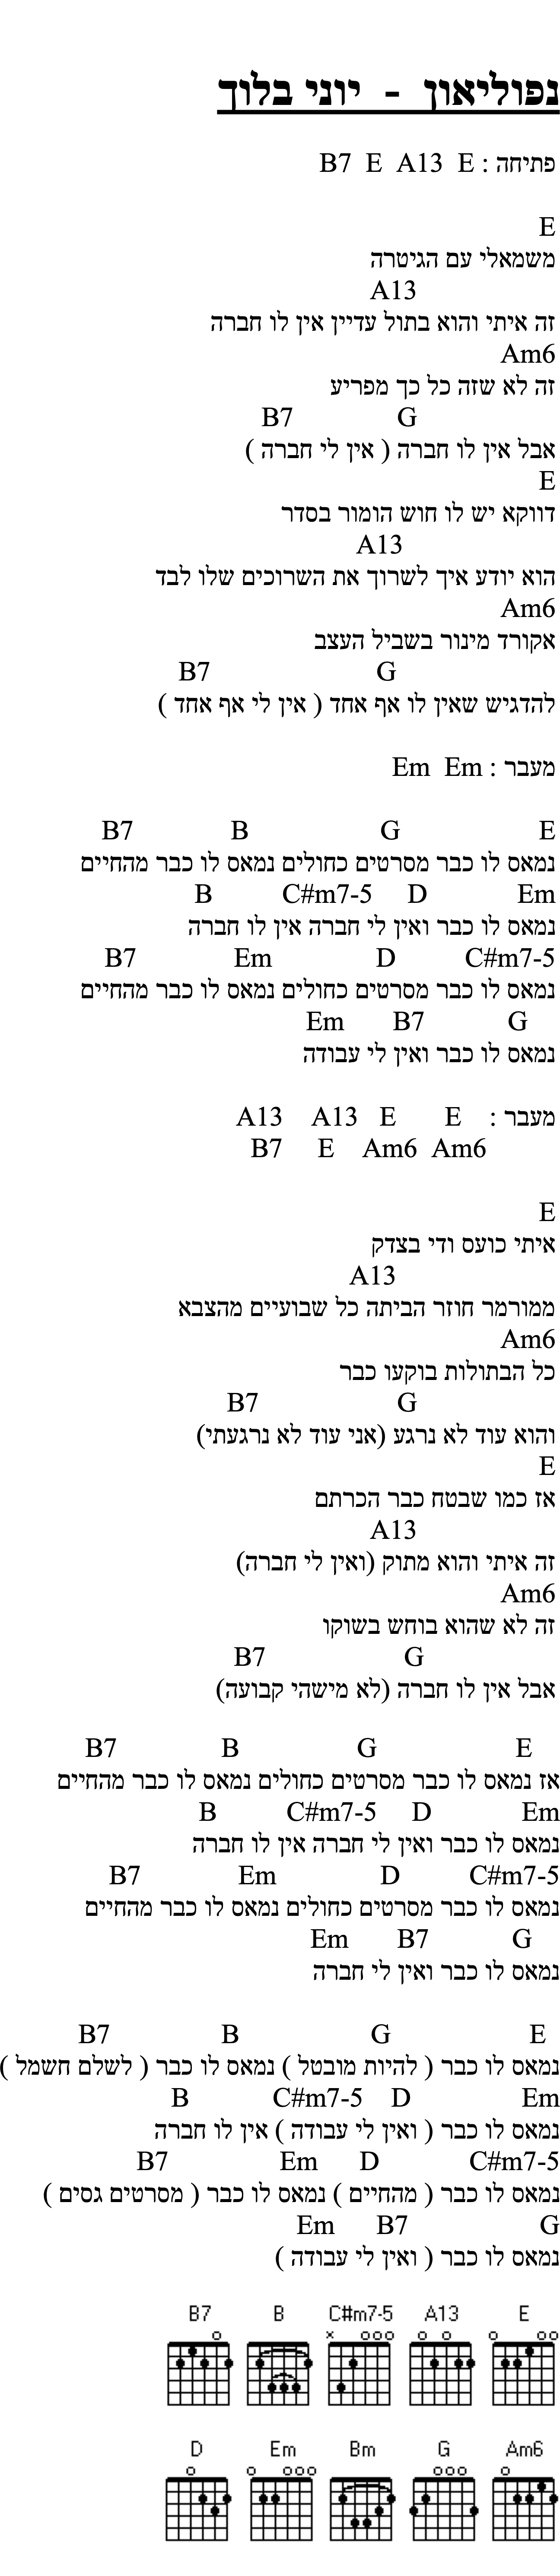 נפוליאון - יוני בלוך
פתיחה : B7 E A13 E
E
משמאלי עם הגיטרה
A13
זה איתי והוא בתול עדיין אין לו חברה
Am6
זה לא שזה כל כך מפריע
B7 G
אבל אין לו חברה ( אין לי חברה )
E
דווקא יש לו חוש הומור בסדר
A13
הוא יודע איך לשרוך את השרוכים שלו לבד
Am6
אקורד מינור בשביל העצב
B7 G
להדגיש שאין לו אף אחד ( אין לי אף אחד )
מעבר : Em Em
B7 B G E
נמאס לו כבר מסרטים כחולים נמאס לו כבר מהחיים
B C#m7-5 D Em
נמאס לו כבר ואין לי חברה אין לו חברה
B7 Em D C#m7-5
נמאס לו כבר מסרטים כחולים נמאס לו כבר מהחיים
Em B7 G
נמאס לו כבר ואין לי עבודה
מעבר : A13 A13 E E
B7 E Am6 Am6
E
איתי כועס ודי בצדק
A13
ממורמר חוזר הביתה כל שבועיים מהצבא
Am6
כל הבתולות בוקעו כבר
B7 G
והוא עוד לא נרגע (אני עוד לא נרגעתי)
E
אז כמו שבטח כבר הכרתם
A13
זה איתי והוא מתוק (ואין לי חברה)
Am6
זה לא שהוא בוחש בשוקו
B7 G
אבל אין לו חברה (לא מישהי קבועה)
B7 B G E
אז נמאס לו כבר מסרטים כחולים נמאס לו כבר מהחיים
B C#m7-5 D Em
נמאס לו כבר ואין לי חברה אין לו חברה
B7 Em D C#m7-5
נמאס לו כבר מסרטים כחולים נמאס לו כבר מהחיים
Em B7 G
נמאס לו כבר ואין לי חברה
B7 B G E
נמאס לו כבר ( להיות מובטל ) נמאס לו כבר ( לשלם חשמל )
B C#m7-5 D Em
נמאס לו כבר ( ואין לי עבודה ) אין לו חברה
B7 Em D C#m7-5
נמאס לו כבר ( מהחיים ) נמאס לו כבר ( מסרטים גסים )
Em B7 G
נמאס לו כבר ( ואין לי עבודה )
B7 B C#m7-5 A13 E
D Em Bm G Am6